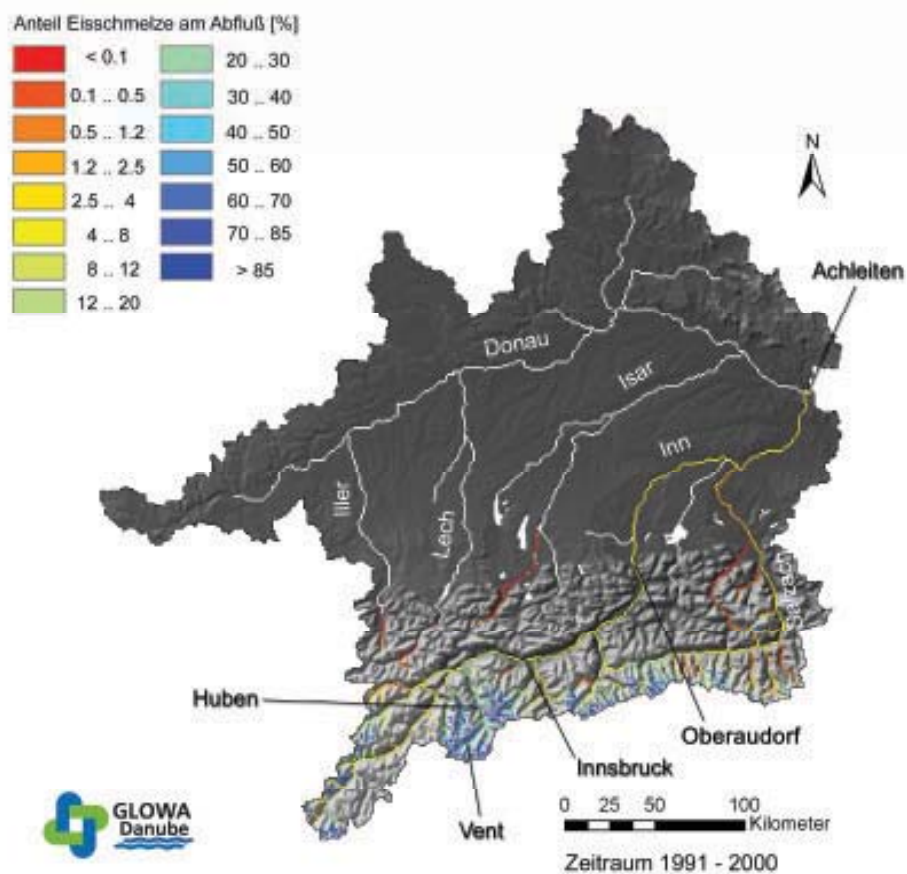 Anteil Eisschmelze am Abfluß [%]
< 0.1
0.1 .. 0.5
0.5 .. 1.2
1.2 .. 2.5
2.5 .. 4
4 .. 8
8 .. 12
12 .. 20
20 .. 30
30 .. 40
40 .. 50
50 .. 60
60 .. 70
70 .. 85
> 85
N
Achleiten
Donau
Isar
Inn
Iller
Lech
Salzach
Huben
Oberaudorf
Innsbruck
Vent
GLOWA
Danube
0 25 50 100
Kilometer
Zeitraum 1991 - 2000